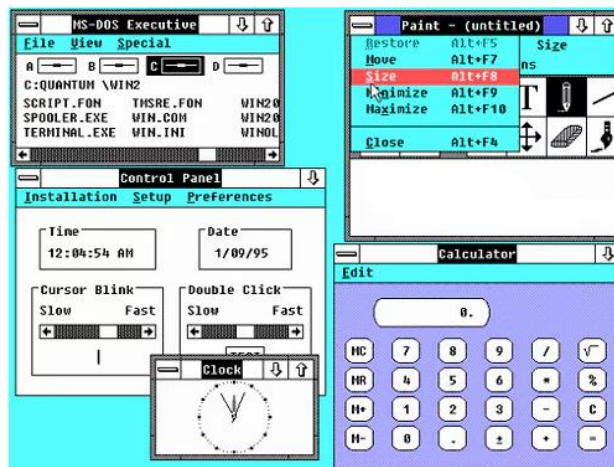 MS-DOS Executive
File View Special
A B C D
C:QUANTUM \WIN2
SCRIPT.FON TMSRE.FON WIN20
SPOOLER.EXE WIN.COM WIN20
TERMINAL.EXE WIN.INI WINOL
Paint - (untitled)
Restore Alt+F5
Move Alt+F7
Size Alt+F8
Minimize Alt+F9
Maximize Alt+F10
Close Alt+F4
Size
ns
T
Control Panel
Installation Setup Preferences
Time
12:04:54 AM
Date
1/09/95
Cursor Blink
Slow Fast
Double Click
Slow Fast
Clock
Calculator
Edit
0.
MC 7 8 9 / √
MR 4 5 6 * %
M+ 1 2 3 - C
M- 0 . ± + =